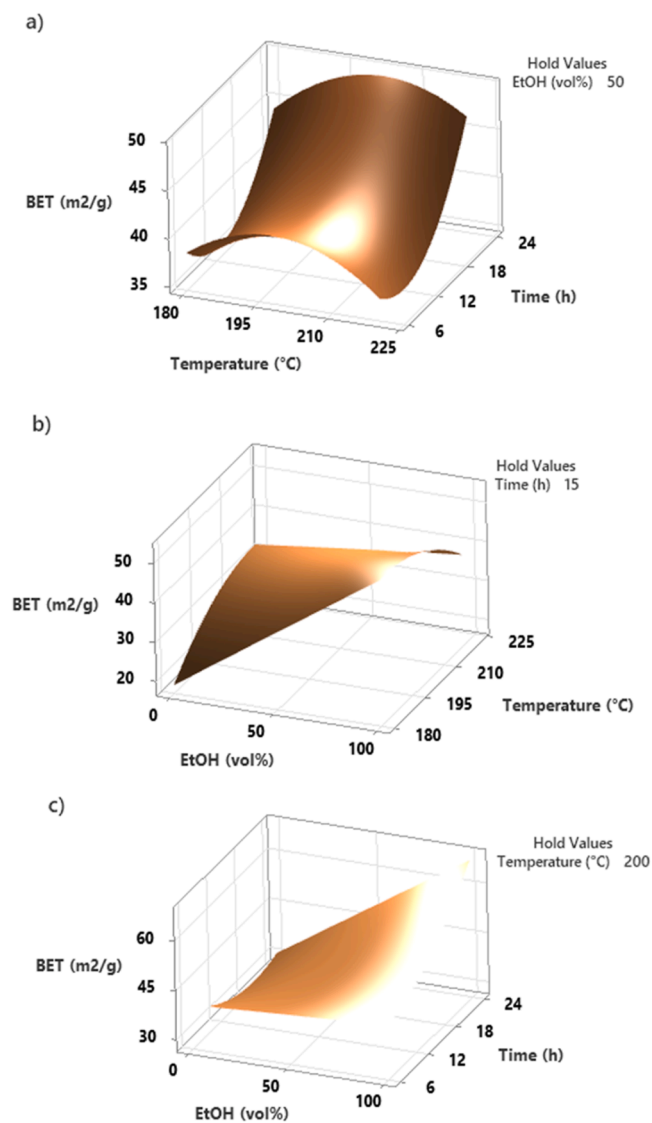 a)
Hold Values
EtOH (vol%) 50
50
45
BET (m2/g)
40
35
180
195
210
225
6
12
18
24
Time (h)
Temperature (°C)
b)
Hold Values
Time (h) 15
50
40
BET (m2/g)
30
20
0
50
100
180
195
210
225
Temperature (°C)
EtOH (vol%)
c)
Hold Values
Temperature (°C) 200
60
BET (m2/g)
45
30
0
50
100
6
12
18
24
Time (h)
EtOH (vol%)